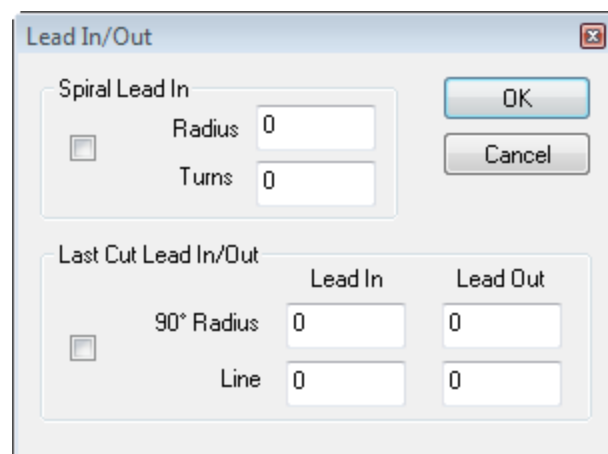 Lead In/Out
Spiral Lead In
Radius 0
Turns 0
OK
Cancel
Last Cut Lead In/Out
Lead In Lead Out
90° Radius 0 0
Line 0 0